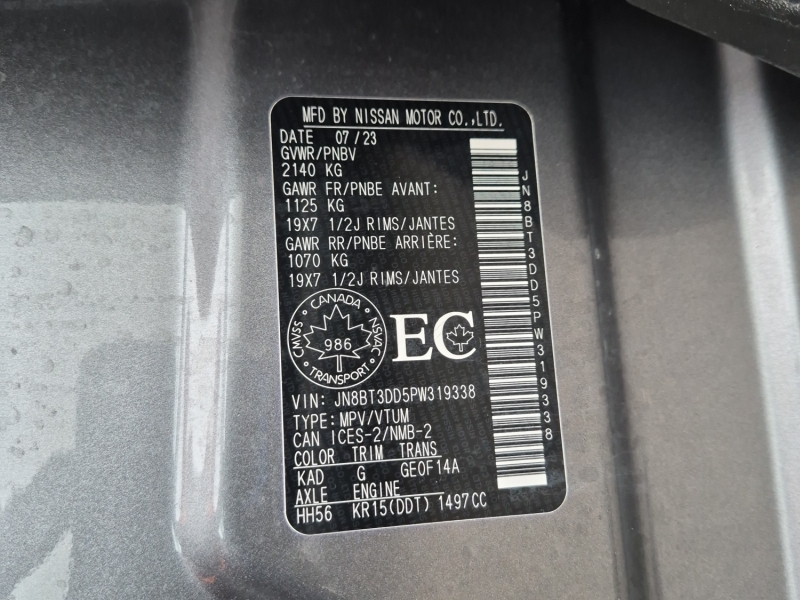 MFD BY NISSAN MOTOR CO.,LTD.
DATE 07/23
GVWR/PNBV
2140 KG
GAWR FR/PNBE AVANT:
1125 KG
19X7 1/2J RIMS/JANTES
GAWR RR/PNBE ARRIÈRE:
1070 KG
19X7 1/2J RIMS/JANTES
CANADA
CMVSS 986 NSVAC
TRANSPORT
EC
VIN: JN8BT3DD5PW319338
TYPE: MPV/VTUM
CAN ICES-2/NMB-2
COLOR TRIM TRANS
KAD G GE0F14A
AXLE ENGINE
HH56 KR15(DDT) 1497CC
JN8BT3DD5PW319338